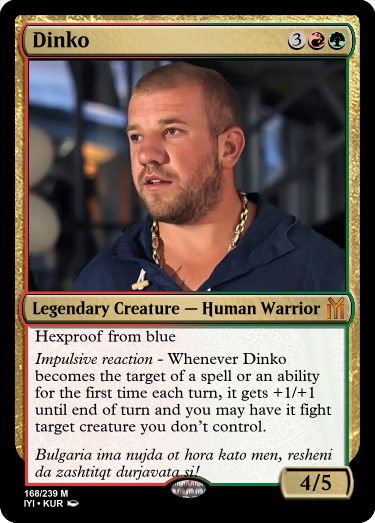 Dinko
3
Legendary Creature — Human Warrior
Hexproof from blue
Impulsive reaction - Whenever Dinko
becomes the target of a spell or an ability
for the first time each turn, it gets +1/+1
until end of turn and you may have it fight
target creature you don't control.
Bulgaria ima nujda ot hora kato men, resheni
da zashtitqt durjavata si!
4/5
168/239 M
IYI • KUR